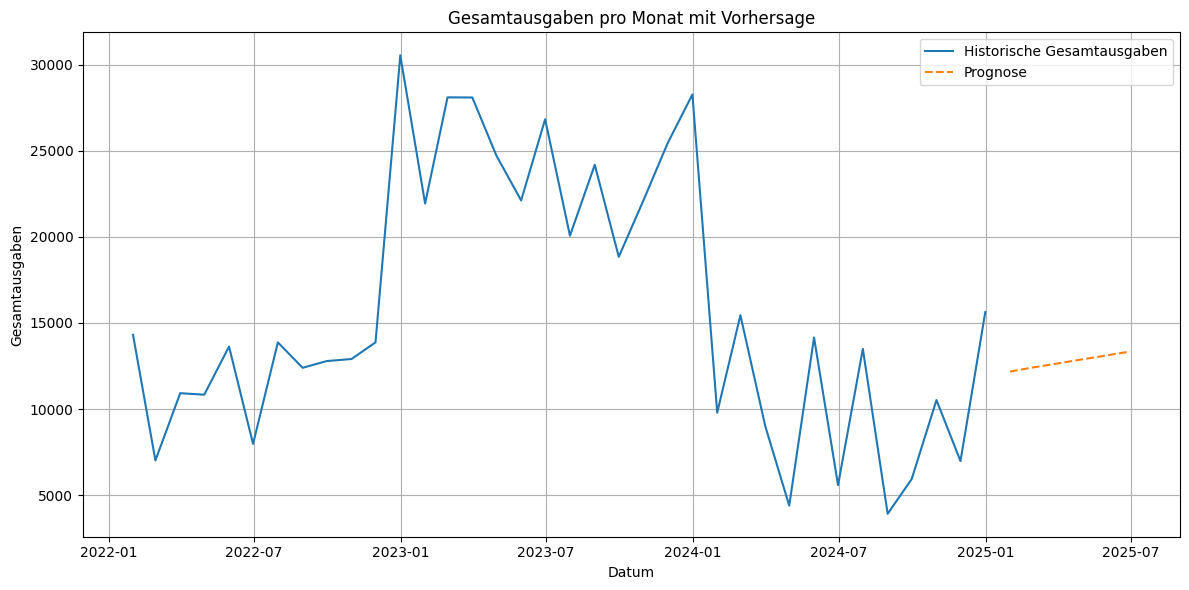 Gesamtausgaben pro Monat mit Vorhersage
Historische Gesamtausgaben
Prognose
Gesamtausgaben
30000
25000
20000
15000
10000
5000
2022-01 2022-07 2023-01 2023-07 2024-01 2024-07 2025-01 2025-07
Datum